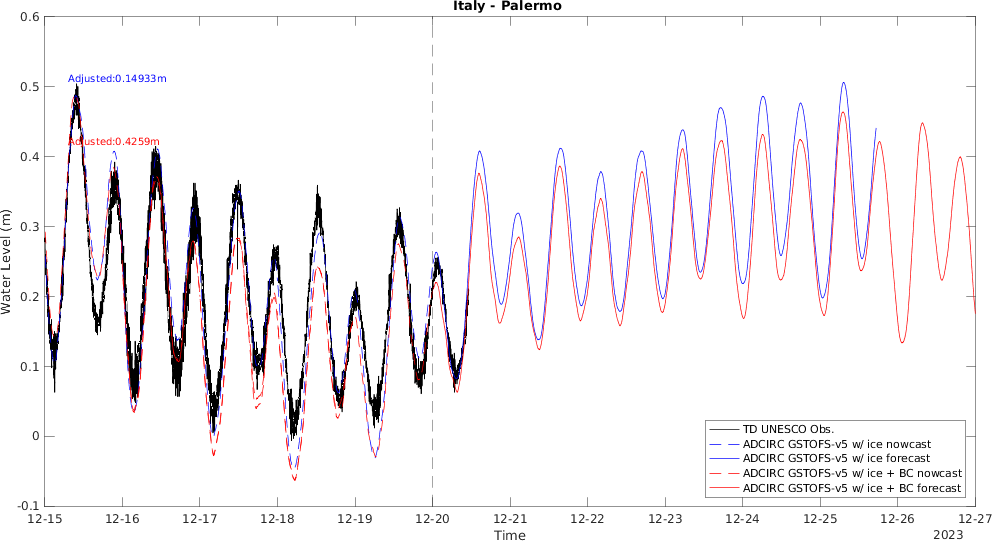 Italy - Palermo
0.6
0.5
0.4
0.3
0.2
0.1
0
-0.1
Water Level (m)
Adjusted:0.14933m
Adjusted:0.4259m
TD UNESCO Obs.
ADCIRC GSTOFS-v5 w/ ice nowcast
ADCIRC GSTOFS-v5 w/ ice forecast
ADCIRC GSTOFS-v5 w/ ice + BC nowcast
ADCIRC GSTOFS-v5 w/ ice + BC forecast
12-15 12-16 12-17 12-18 12-19 12-20 12-21 12-22 12-23 12-24 12-25 12-26 12-27
Time
2023